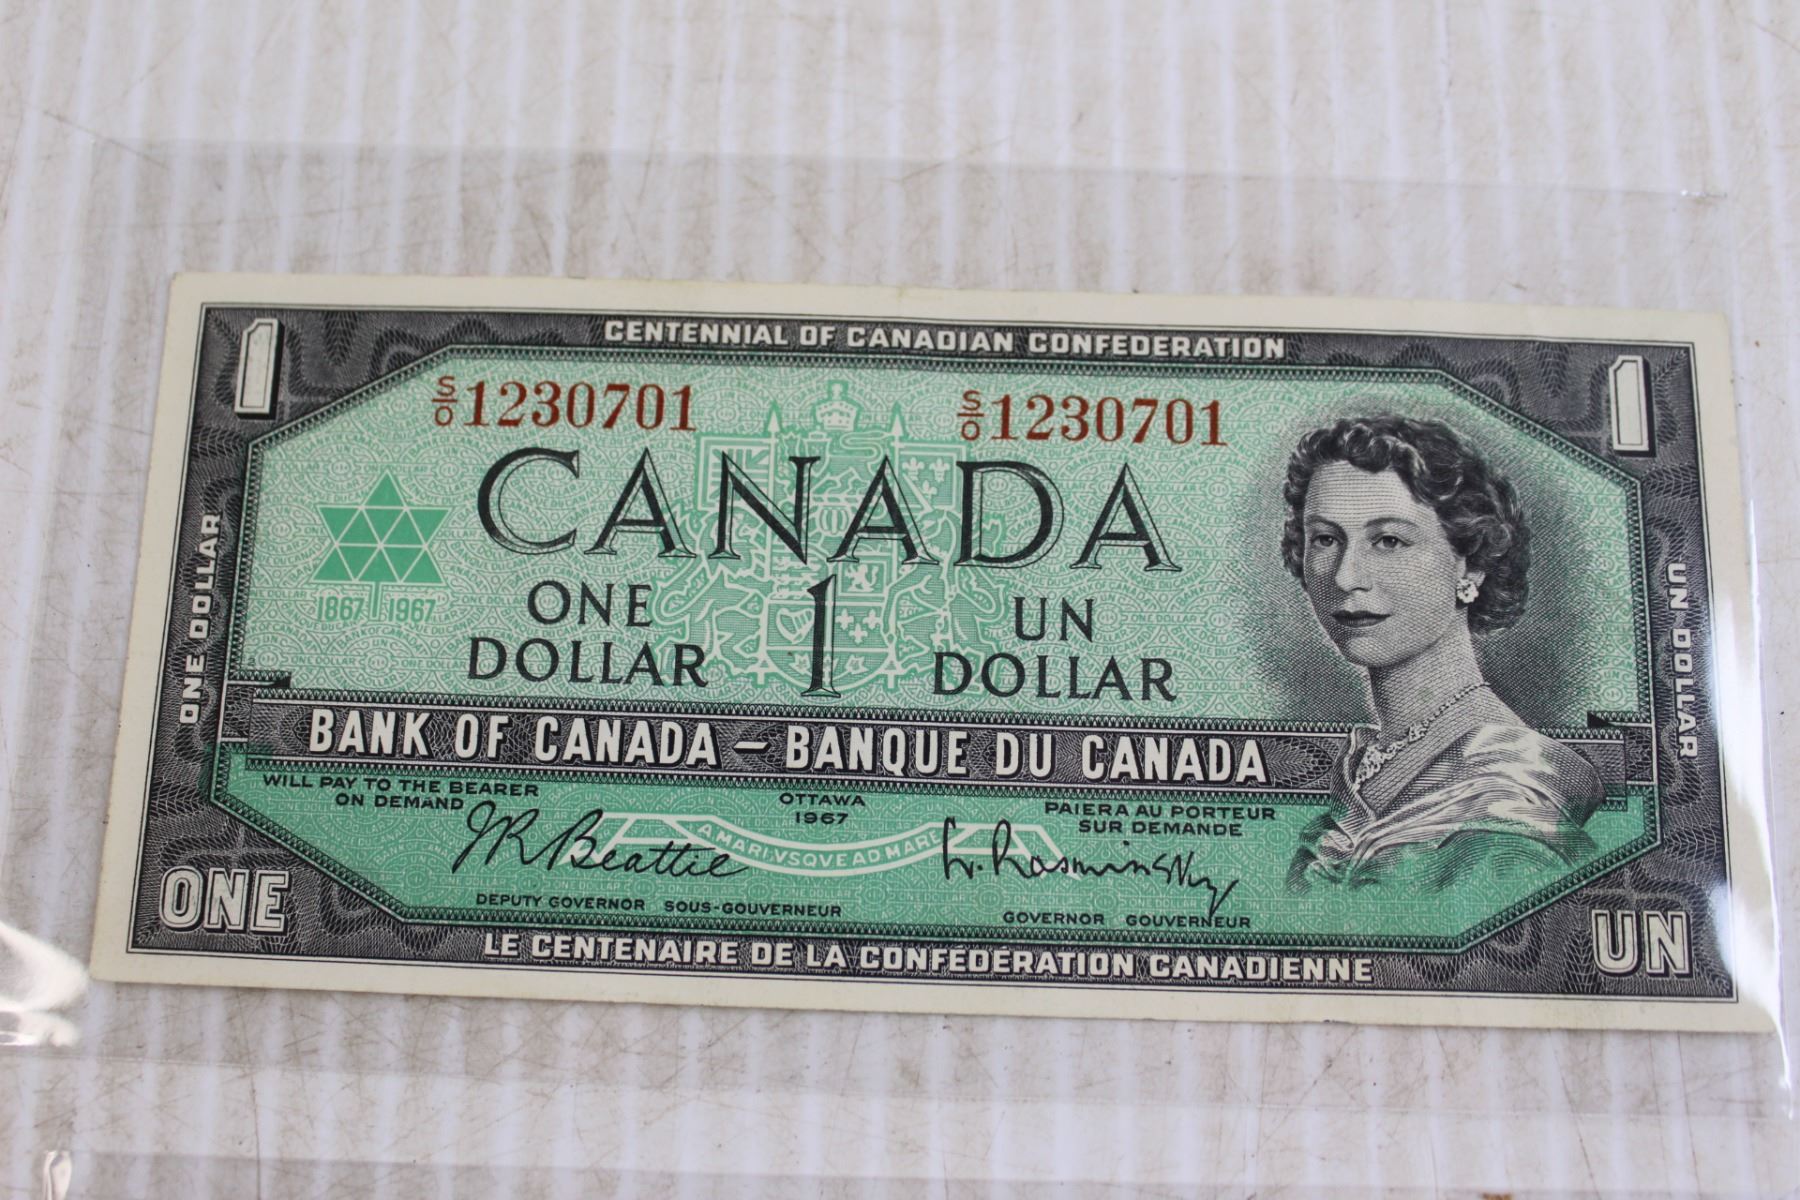 CENTENNIAL OF CANADIAN CONFEDERATION
1
1
S/O 1230701
S/O 1230701
CANADA
1867 1967
ONE DOLLAR
1
UN DOLLAR
ONE DOLLAR
UN DOLLAR
BANK OF CANADA – BANQUE DU CANADA
WILL PAY TO THE BEARER
ON DEMAND
OTTAWA
1967
PAIERA AU PORTEUR
SUR DEMANDE
A MARI VSQVE AD MARE
J R Beattie
L. Rasminsky
DEPUTY GOVERNOR SOUS-GOUVERNEUR
GOVERNOR GOUVERNEUR
ONE
UN
LE CENTENAIRE DE LA CONFÉDÉRATION CANADIENNE